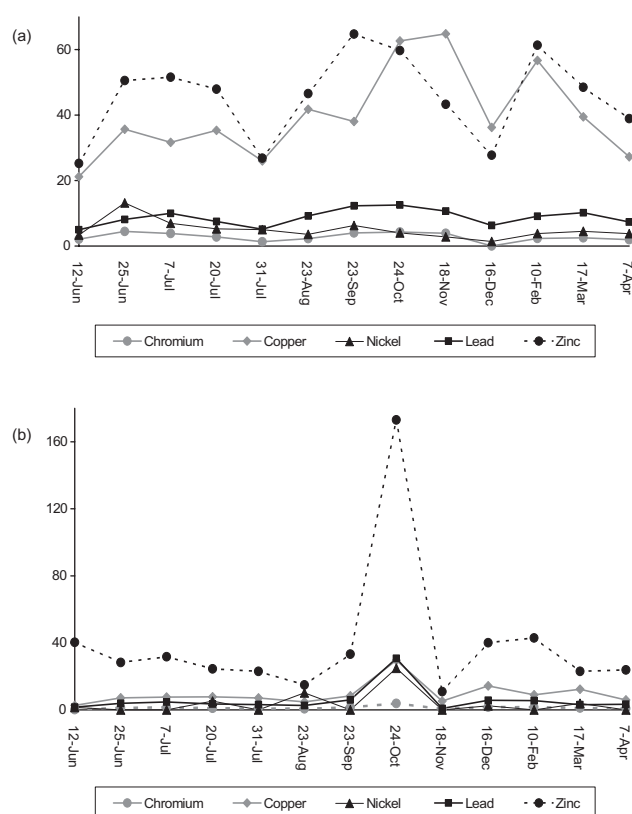 (a)
60
40
20
0
12-Jun
25-Jun
7-Jul
20-Jul
31-Jul
23-Aug
23-Sep
24-Oct
18-Nov
16-Dec
10-Feb
17-Mar
7-Apr
Chromium Copper Nickel Lead Zinc
(b)
160
120
80
40
0
12-Jun
25-Jun
7-Jul
20-Jul
31-Jul
23-Aug
23-Sep
24-Oct
18-Nov
16-Dec
10-Feb
17-Mar
7-Apr
Chromium Copper Nickel Lead Zinc